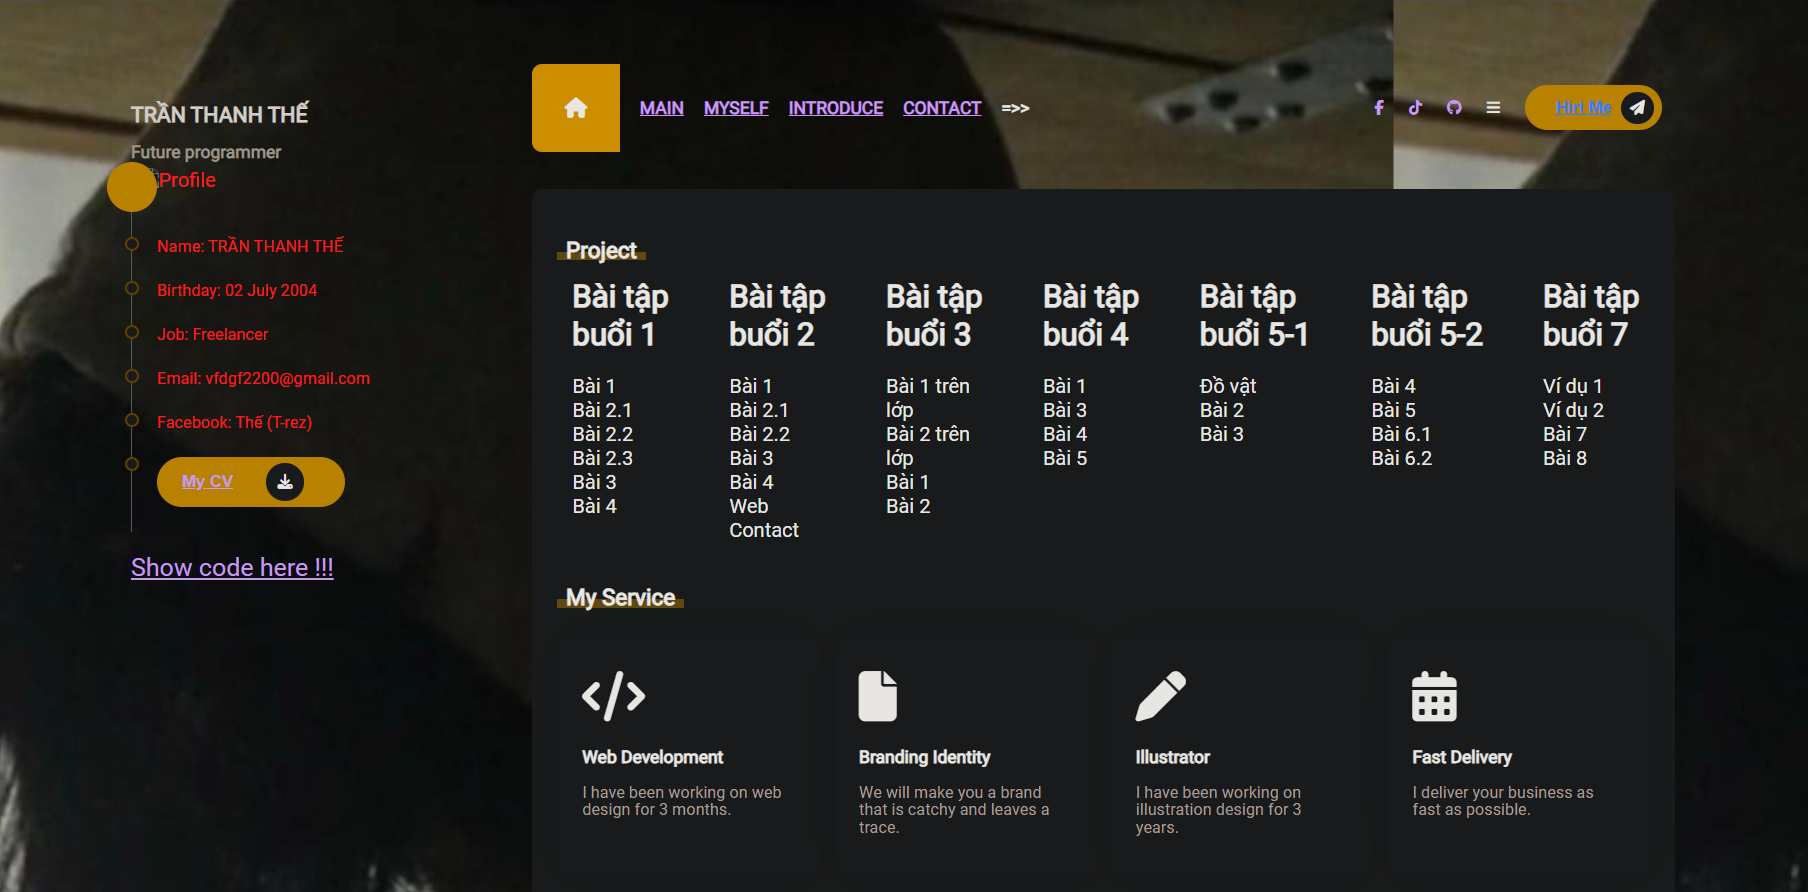 TRẦN THANH THẾ
Future programmer
Profile
Name: TRẦN THANH THẾ
Birthday: 02 July 2004
Job: Freelancer
Email: vfdgf2200@gmail.com
Facebook: Thế (T-rez)
My CV
Show code here !!!
MAIN MYSELF INTRODUCE CONTACT =>>
Hiri Me
Project
Bài tập
buổi 1
Bài 1
Bài 2.1
Bài 2.2
Bài 2.3
Bài 3
Bài 4
Bài tập
buổi 2
Bài 1
Bài 2.1
Bài 2.2
Bài 3
Bài 4
Web
Contact
Bài tập
buổi 3
Bài 1 trên
lớp
Bài 2 trên
lớp
Bài 1
Bài 2
Bài tập
buổi 4
Bài 1
Bài 3
Bài 4
Bài 5
Bài tập
buổi 5-1
Đồ vật
Bài 2
Bài 3
Bài tập
buổi 5-2
Bài 4
Bài 5
Bài 6.1
Bài 6.2
Bài tập
buổi 7
Ví dụ 1
Ví dụ 2
Bài 7
Bài 8
My Service
Web Development
I have been working on web
design for 3 months.
Branding Identity
We will make you a brand
that is catchy and leaves a
trace.
Illustrator
I have been working on
illustration design for 3
years.
Fast Delivery
I deliver your business as
fast as possible.